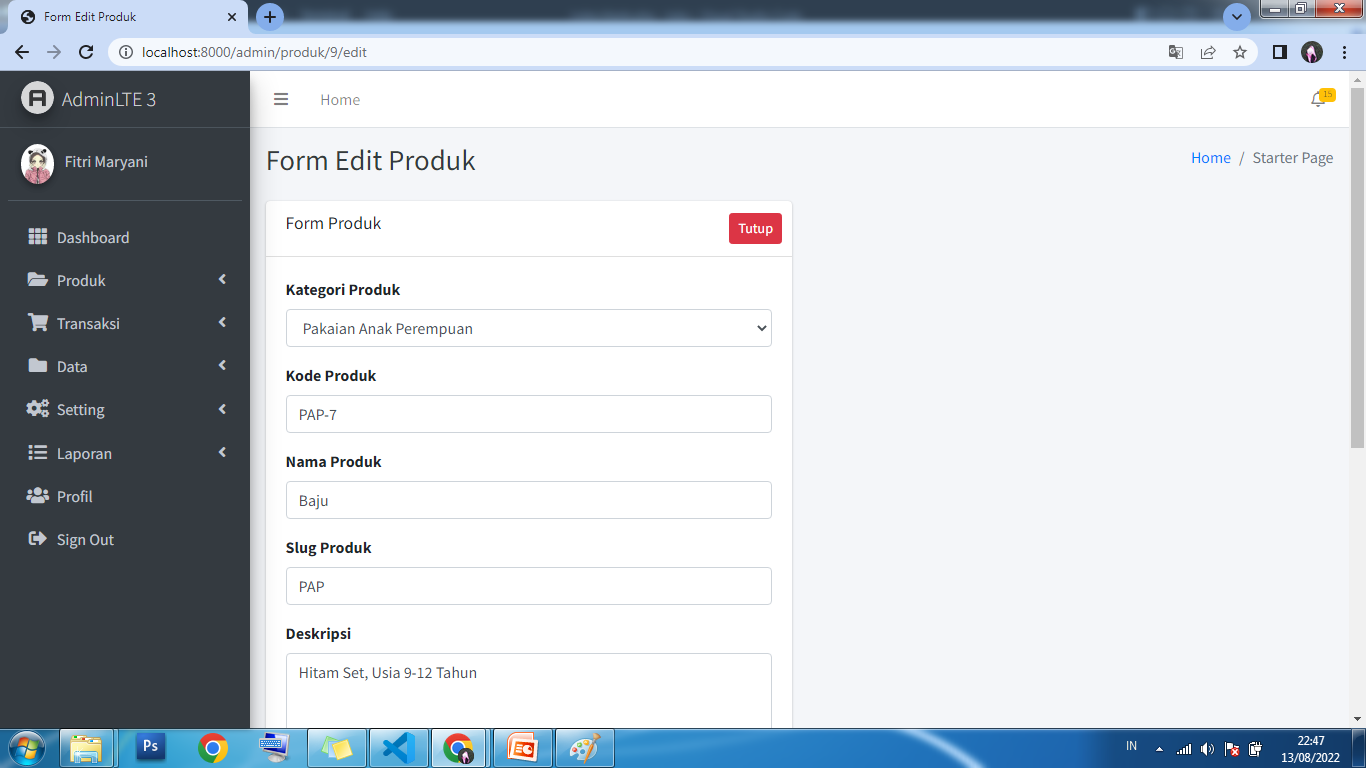 Form Edit Produk
localhost:8000/admin/produk/9/edit
AdminLTE 3
Home
15
Fitri Maryani
Form Edit Produk
Home / Starter Page
Dashboard
Produk
Transaksi
Data
Setting
Laporan
Profil
Sign Out
Form Produk
Tutup
Kategori Produk
Pakaian Anak Perempuan
Kode Produk
PAP-7
Nama Produk
Baju
Slug Produk
PAP
Deskripsi
Hitam Set, Usia 9-12 Tahun
Ps
IN
22:47
13/08/2022